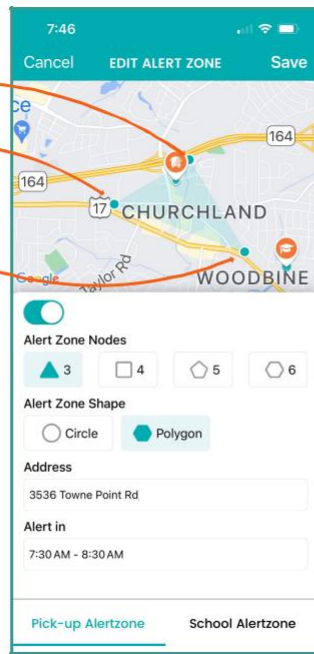 7:46
Cancel EDIT ALERT ZONE Save
ce
164
164
17 CHURCHLAND
Taylor Rd
Google WOODBINE
Alert Zone Nodes
3 4 5 6
Alert Zone Shape
Circle Polygon
Address
3536 Towne Point Rd
Alert in
7:30 AM - 8:30 AM
Pick-up Alertzone School Alertzone